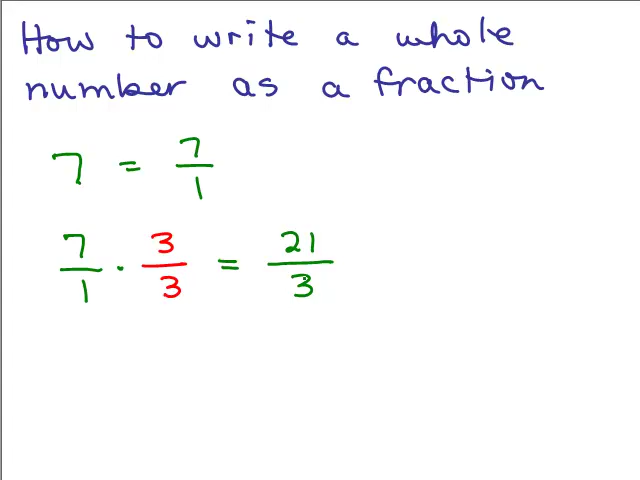 How to write a whole
number as a fraction
7 = 7/1
7/1 · 3/3 = 21/3